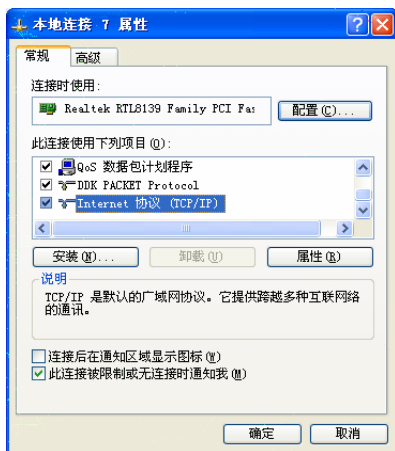 本地连接 7 属性
常规 高级
连接时使用:
Realtek RTL8139 Family PCI Fas
配置(C)...
此连接使用下列项目(O):
QoS 数据包计划程序
DDK PACKET Protocol
Internet 协议 (TCP/IP)
安装(N)... 卸载(U) 属性(R)
说明
TCP/IP 是默认的广域网协议。它提供跨越多种互联网络
的通讯。
连接后在通知区域显示图标(W)
此连接被限制或无连接时通知我(M)
确定 取消